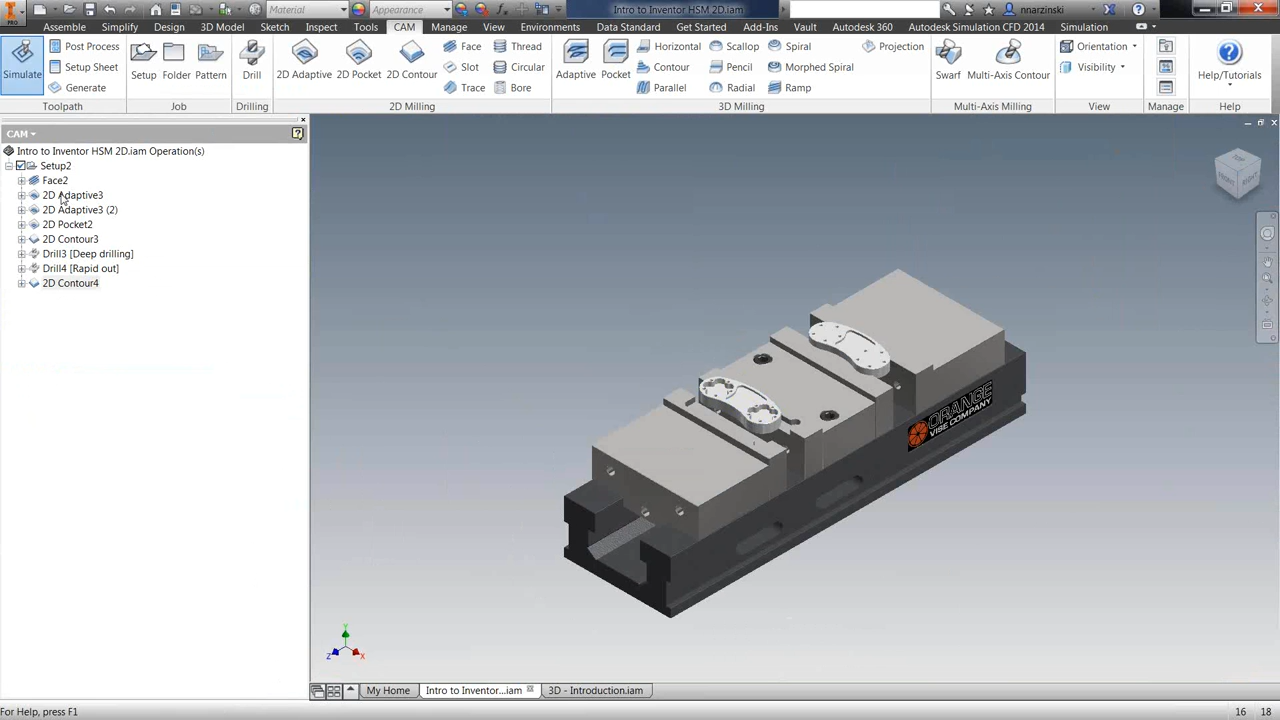 PRO
Material
Appearance
Intro to Inventor HSM 2D.iam
nnarzinski
Assemble Simplify Design 3D Model Sketch Inspect Tools CAM Manage View Environments Data Standard Get Started Add-Ins Vault Autodesk 360 Autodesk Simulation CFD 2014 Simulation
Simulate
Post Process
Setup Sheet
Generate
Toolpath
Setup
Folder
Pattern
Job
Drill
Drilling
2D Adaptive
2D Pocket
2D Contour
Face
Slot
Trace
Thread
Circular
Bore
2D Milling
Adaptive
Pocket
Horizontal
Contour
Parallel
Scallop
Pencil
Radial
Spiral
Morphed Spiral
Ramp
Projection
3D Milling
Swarf
Multi-Axis Contour
Multi-Axis Milling
Orientation
Visibility
View
Manage
Help/Tutorials
Help
CAM
Intro to Inventor HSM 2D.iam Operation(s)
Setup2
Face2
2D Adaptive3
2D Adaptive3 (2)
2D Pocket2
2D Contour3
Drill3 [Deep drilling]
Drill4 [Rapid out]
2D Contour4
TOP
ORANGE
VISE COMPANY
Y
Z
X
My Home
Intro to Inventor...iam
3D - Introduction.iam
For Help, press F1
16
18